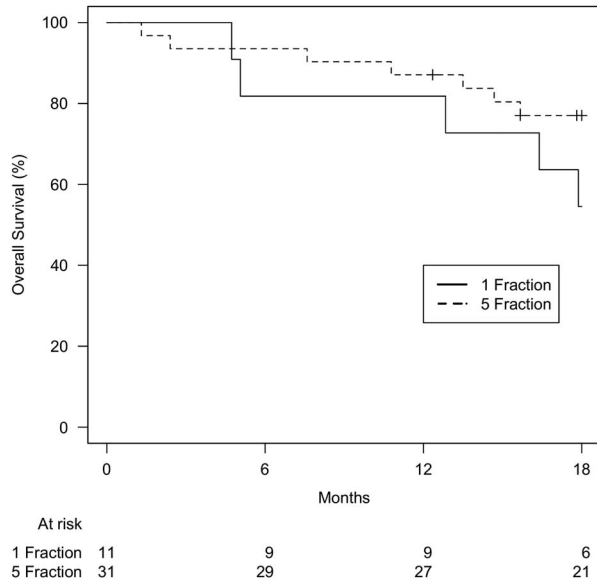 100
80
60
40
20
0
Overall Survival (%)
1 Fraction
5 Fraction
0 6 12 18
Months
At risk
1 Fraction 11 9 9 6
5 Fraction 31 29 27 21